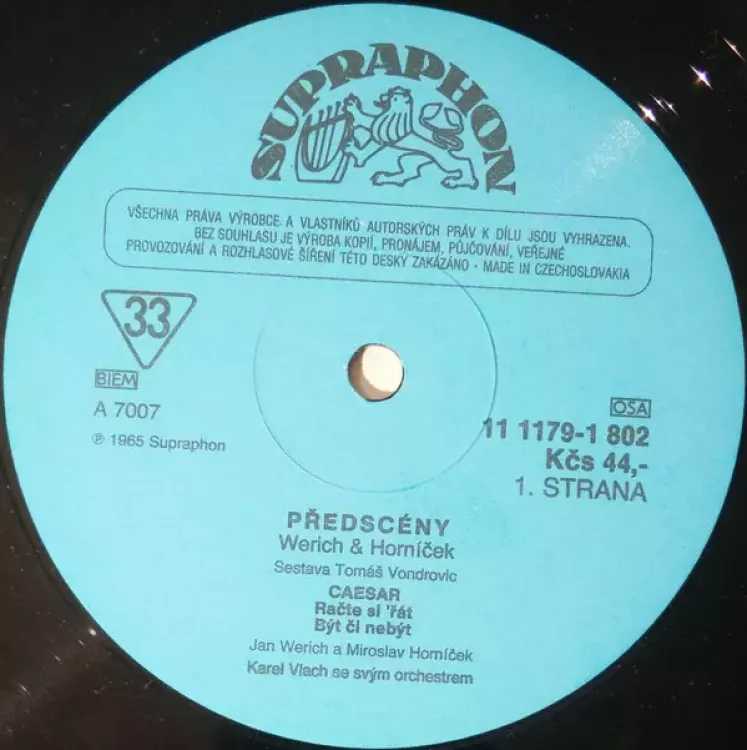 SUPRAPHON
VŠECHNA PRÁVA VÝROBCE A VLASTNÍKŮ AUTORSKÝCH PRÁV K DÍLU JSOU VYHRAZENA.
BEZ SOUHLASU JE VÝROBA KOPIÍ, PRONÁJEM, PŮJČOVÁNÍ, VEŘEJNÉ
PROVOZOVÁNÍ A ROZHLASOVÉ ŠÍŘENÍ TÉTO DESKY ZAKÁZÁNO · MADE IN CZECHOSLOVAKIA
33
BIEM
A 7007
℗ 1965 Supraphon
OSA
11 1179-1 802
Kčs 44,-
1. STRANA
PŘEDSCÉNY
Werich & Horníček
Sestava Tomáš Vondrovic
CAESAR
Račte si 'řát
Být či nebýt
Jan Werich a Miroslav Horníček
Karel Vlach se svým orchestrem